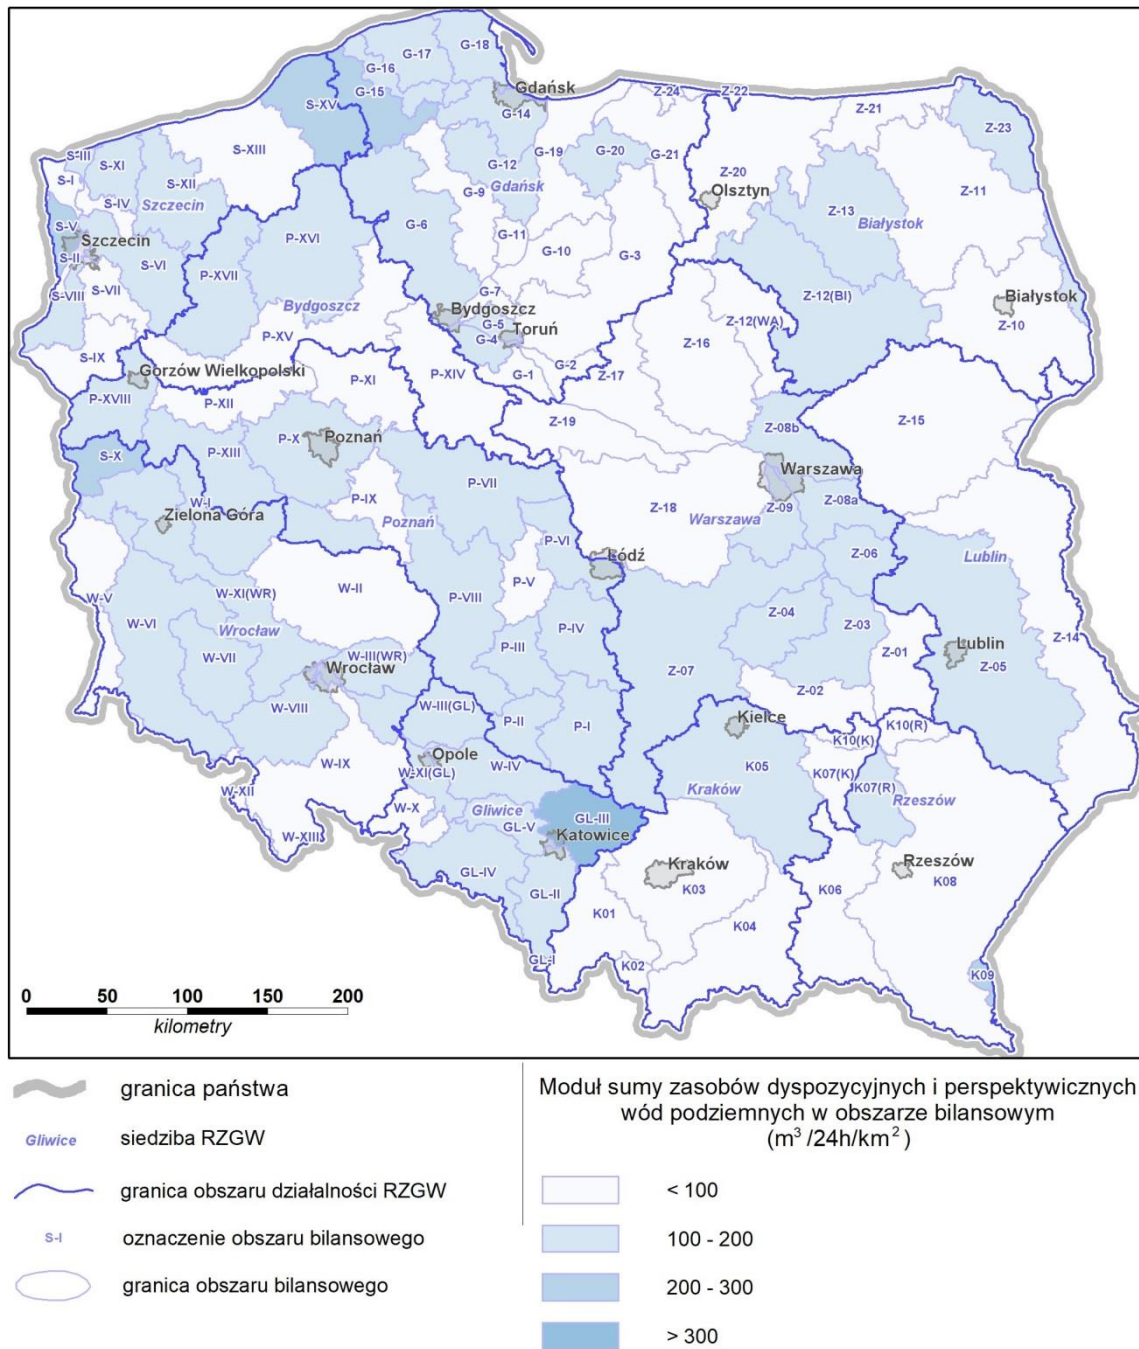 G-18
G-17
G-16
Gdańsk
G-15
S-XV
G-14
Z-24
Z-22
Z-21
Z-23
S-III
S-XI
S-XIII
G-19
G-20
G-21
S-I
S-XII
G-12
Z-20
Z-11
S-IV
Szczecin
G-9
Gdańsk
Olsztyn
S-V
G-6
Z-13
Szczecin
G-11
Białystok
S-II
P-XVI
G-10
G-3
S-VI
P-XVII
S-VIII
S-VII
G-7
Z-12(BI)
Białystok
Bydgoszcz
Bydgoszcz
G-5
Toruń
Z-12(WA)
Z-10
P-XV
G-4
Z-16
S-IX
G-2
Gorzów Wielkopolski
P-XI
P-XIV
G-1
Z-17
P-XVIII
P-XII
Z-19
Z-15
P-X
Poznań
Z-08b
S-X
P-XIII
P-VII
Warszawa
W-I
P-IX
Z-18
Z-09
Z-08a
Zielona Góra
Poznań
Warszawa
P-VI
Łódź
Z-06
Lublin
P-V
W-II
W-V
W-XI(WR)
P-VIII
Z-04
Z-14
W-VI
Wrocław
P-IV
Z-03
P-III
Z-01
Lublin
W-VII
W-III(WR)
Wrocław
Z-07
Z-05
Z-02
W-VIII
W-III(GL)
P-II
P-I
Kielce
K10(R)
K10(K)
Opole
W-IX
W-XI(GL)
W-IV
K05
K07(K)
K07(R)
W-XII
Kraków
Rzeszów
W-X
Gliwice
GL-III
GL-V
W-XIII
Katowice
Kraków
Rzeszów
GL-IV
K03
K08
GL-II
K06
K01
K04
GL-I
K02
K09
0 50 100 150 200
kilometry
granica państwa
Gliwice siedziba RZGW
granica obszaru działalności RZGW
S-I oznaczenie obszaru bilansowego
granica obszaru bilansowego
Moduł sumy zasobów dyspozycyjnych i perspektywicznych
wód podziemnych w obszarze bilansowym
(m³/24h/km²)
< 100
100 - 200
200 - 300
> 300